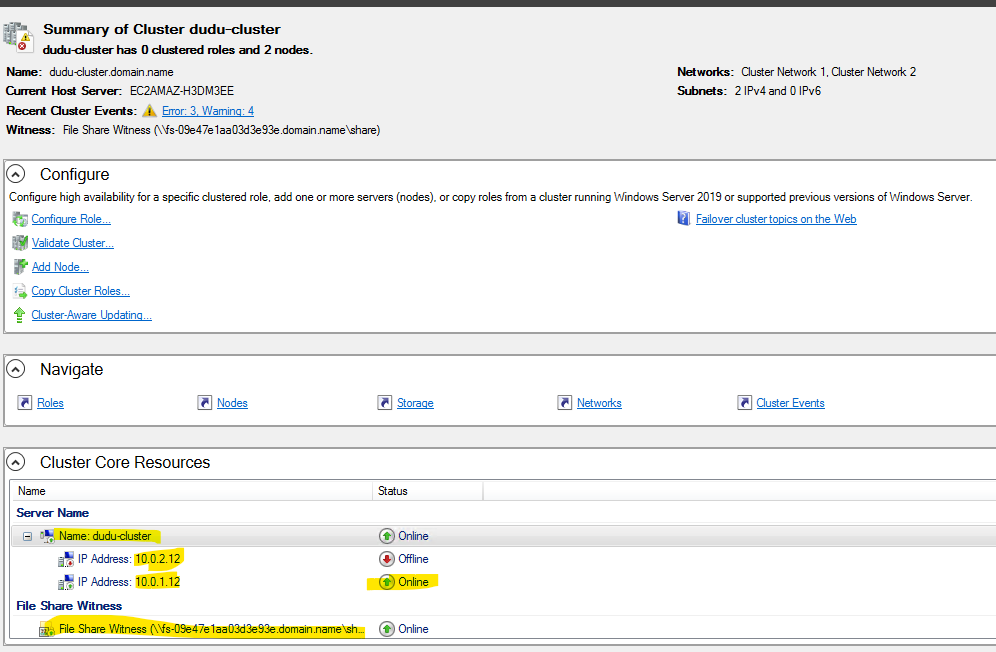 Summary of Cluster dudu-cluster
dudu-cluster has 0 clustered roles and 2 nodes.
Name: dudu-cluster.domain.name
Networks: Cluster Network 1, Cluster Network 2
Current Host Server: EC2AMAZ-H3DM3EE
Subnets: 2 IPv4 and 0 IPv6
Recent Cluster Events: Error: 3, Warning: 4
Witness: File Share Witness (\\fs-09e47e1aa03d3e93e.domain.name\share)
Configure
Configure high availability for a specific clustered role, add one or more servers (nodes), or copy roles from a cluster running Windows Server 2019 or supported previous versions of Windows Server.
Configure Role...
Failover cluster topics on the Web
Validate Cluster...
Add Node...
Copy Cluster Roles...
Cluster-Aware Updating...
Navigate
Roles Nodes Storage Networks Cluster Events
Cluster Core Resources
Name Status
Server Name
Name: dudu-cluster Online
IP Address: 10.0.2.12 Offline
IP Address: 10.0.1.12 Online
File Share Witness
File Share Witness (\\fs-09e47e1aa03d3e93e.domain.name\sh... Online